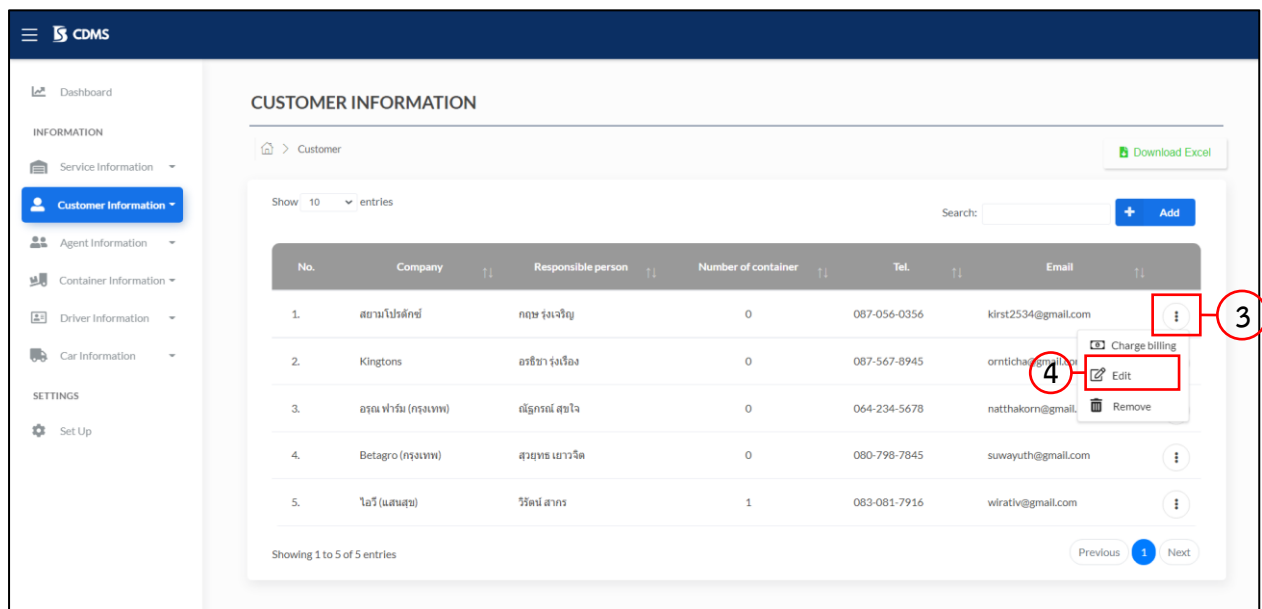 CDMS
Dashboard
INFORMATION
Service Information
Customer Information
Agent Information
Container Information
Driver Information
Car Information
SETTINGS
Set Up
CUSTOMER INFORMATION
> Customer
Download Excel
Show 10 entries
Search:
+ Add
No. Company Responsible person Number of container Tel. Email
1. สยามโปรดักซ์ กฤษ รุ่งเจริญ 0 087-056-0356 kirst2534@gmail.com
3
Charge billing
2. Kingtons อรธิชา รุ่งเรือง 0 087-567-8945 ornticha@gmail.com
4
Edit
3. อรุณ ฟาร์ม (กรุงเทพ) ณัฐกรณ์ สุขใจ 0 064-234-5678 natthakorn@gmail.
Remove
4. Betagro (กรุงเทพ) สุวยุทธ เยาวจิต 0 080-798-7845 suwayuth@gmail.com
5. ไอวี (แสนสุข) วิรัตน์ สากร 1 083-081-7916 wirativ@gmail.com
Showing 1 to 5 of 5 entries
Previous 1 Next